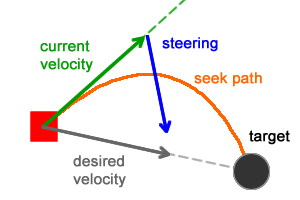 current
velocity
steering
seek path
target
desired
velocity